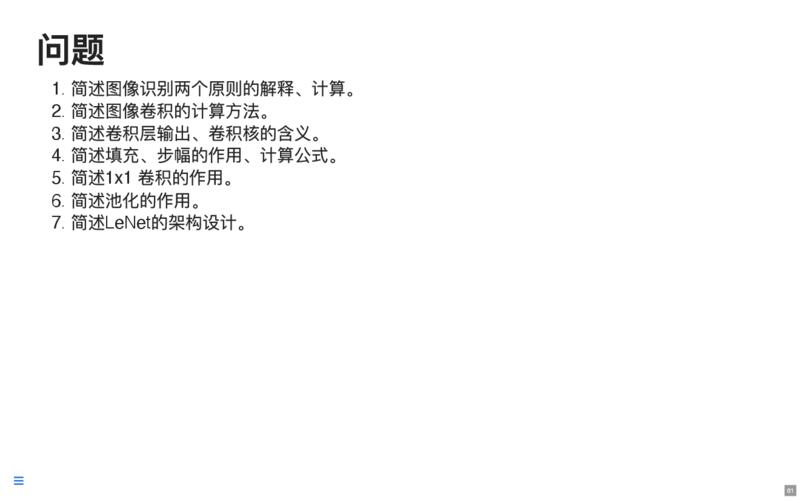 问题
1. 简述图像识别两个原则的解释、计算。
2. 简述图像卷积的计算方法。
3. 简述卷积层输出、卷积核的含义。
4. 简述填充、步幅的作用、计算公式。
5. 简述1x1 卷积的作用。
6. 简述池化的作用。
7. 简述LeNet的架构设计。
01